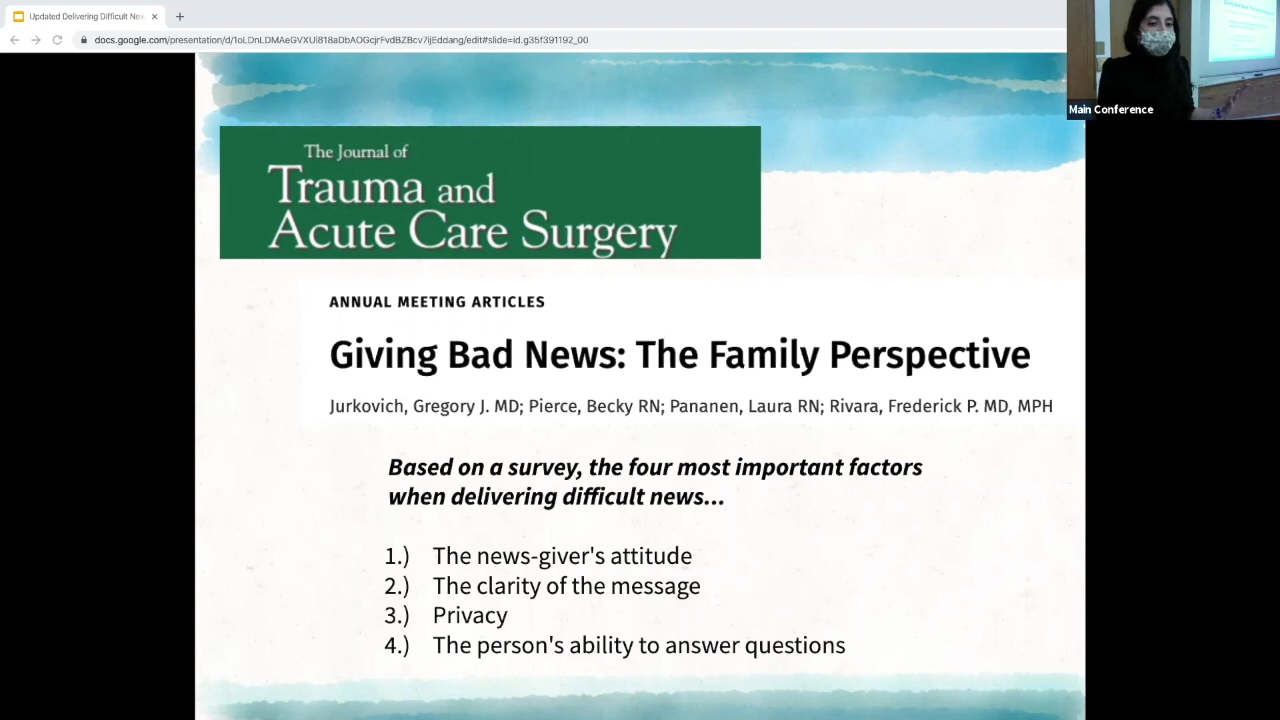 Updated Delivering Difficult New
docs.google.com/presentation/d/1oLDnLDMAeGVXUi818aDbAOGcjrFvdBZBcv7ijEddang/edit#slide=id.g35f391192_00
Main Conference
The Journal of
Trauma and
Acute Care Surgery
ANNUAL MEETING ARTICLES
Giving Bad News: The Family Perspective
Jurkovich, Gregory J. MD; Pierce, Becky RN; Pananen, Laura RN; Rivara, Frederick P. MD, MPH
Based on a survey, the four most important factors
when delivering difficult news...
1.) The news-giver's attitude
2.) The clarity of the message
3.) Privacy
4.) The person's ability to answer questions